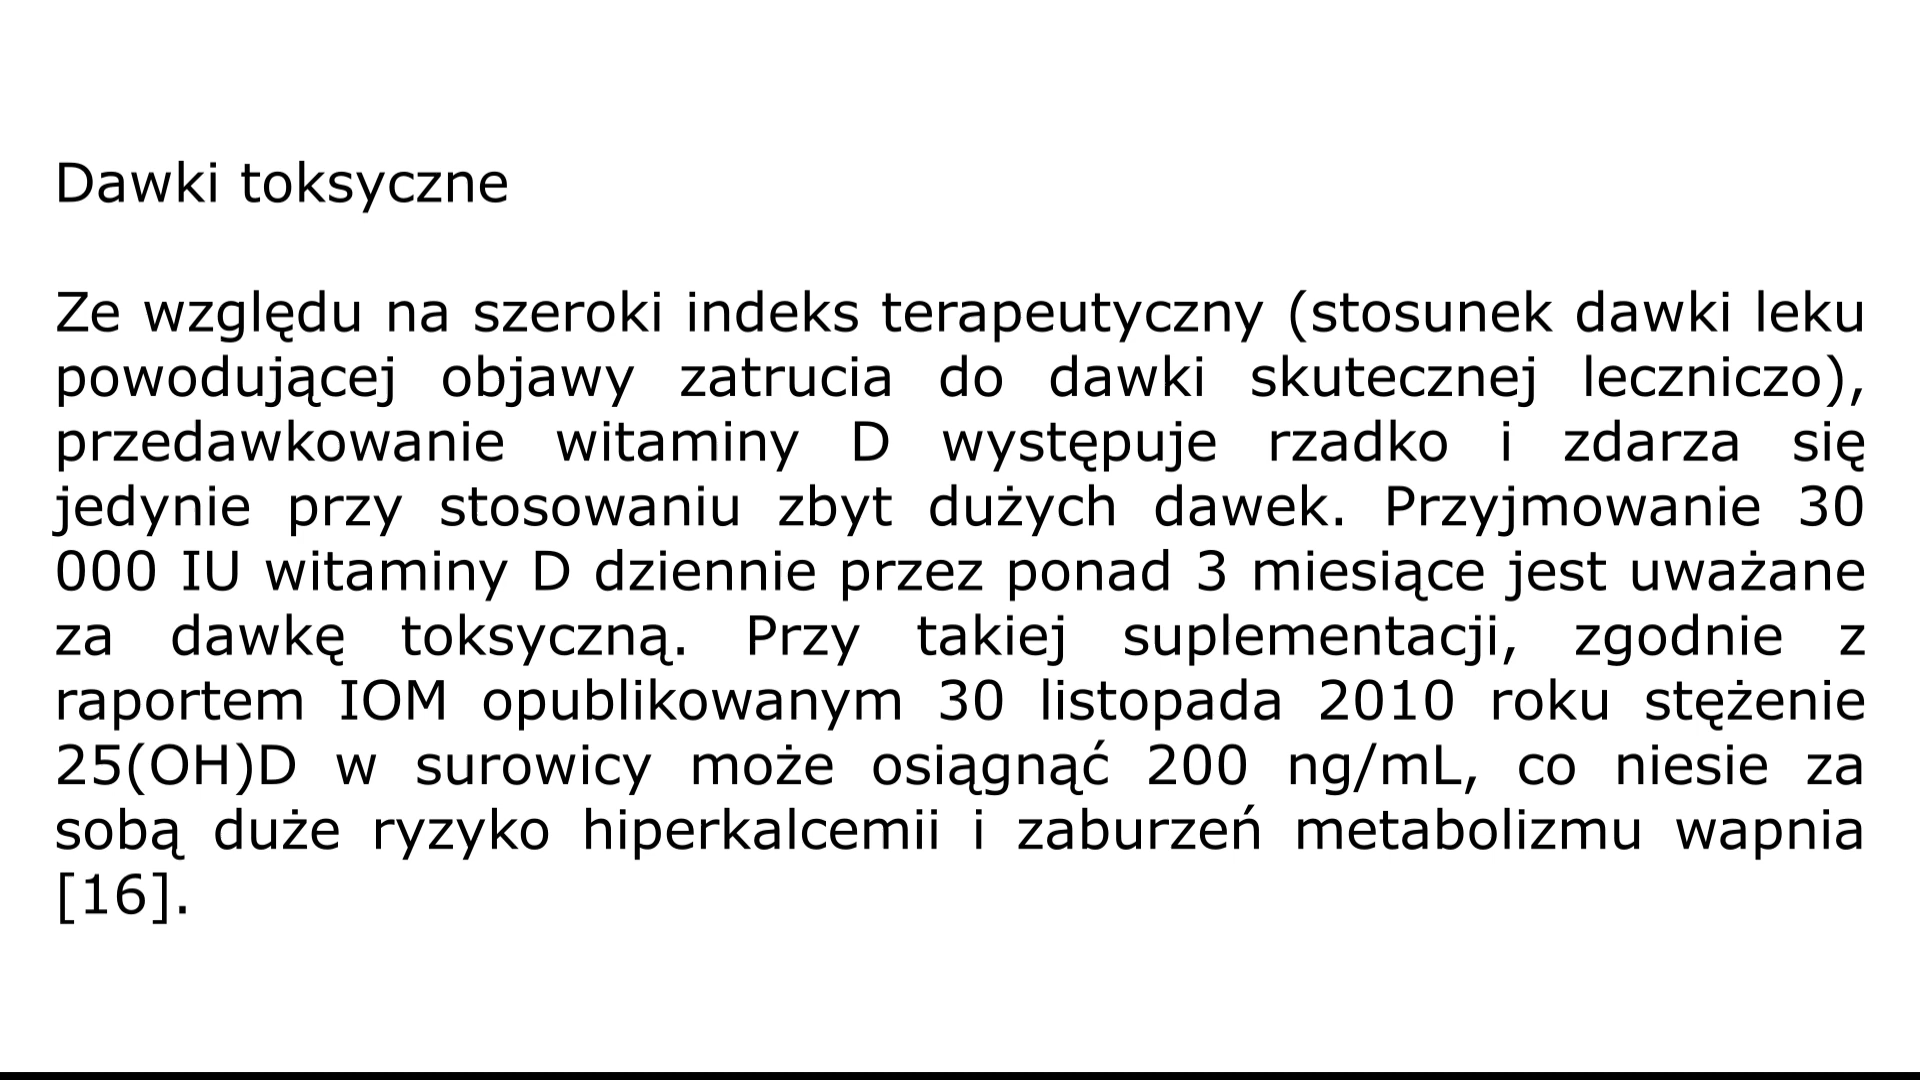 Dawki toksyczne
Ze względu na szeroki indeks terapeutyczny (stosunek dawki leku
powodującej objawy zatrucia do dawki skutecznej leczniczo),
przedawkowanie witaminy D występuje rzadko i zdarza się
jedynie przy stosowaniu zbyt dużych dawek. Przyjmowanie 30
000 IU witaminy D dziennie przez ponad 3 miesiące jest uważane
za dawkę toksyczną. Przy takiej suplementacji, zgodnie z
raportem IOM opublikowanym 30 listopada 2010 roku stężenie
25(OH)D w surowicy może osiągnąć 200 ng/mL, co niesie za
sobą duże ryzyko hiperkalcemii i zaburzeń metabolizmu wapnia
[16].